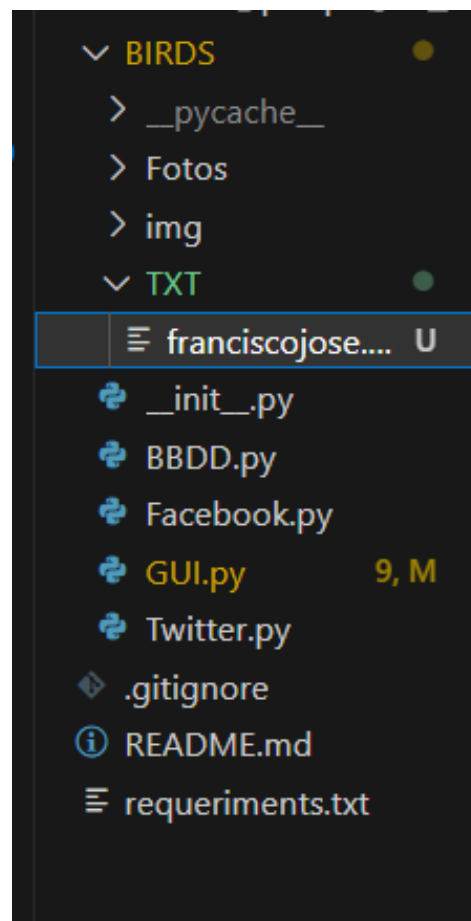 BIRDS
__pycache__
Fotos
img
TXT
franciscojose.... U
__init__.py
BBDD.py
Facebook.py
GUI.py 9, M
Twitter.py
.gitignore
README.md
requeriments.txt